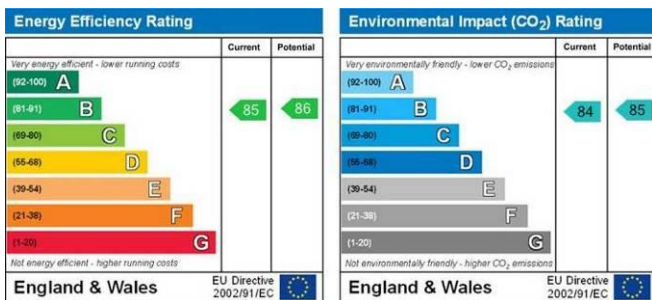 Energy Efficiency Rating
Current Potential
Very energy efficient - lower running costs
(92-100) A
(81-91) B
85 86
(69-80) C
(55-68) D
(39-54) E
(21-38) F
(1-20) G
Not energy efficient - higher running costs
England & Wales
EU Directive
2002/91/EC
Environmental Impact (CO2) Rating
Current Potential
Very environmentally friendly - lower CO2 emissions
(92-100) A
(81-91) B
84 85
(69-80) C
(55-68) D
(39-54) E
(21-38) F
(1-20) G
Not environmentally friendly - higher CO2 emissions
England & Wales
EU Directive
2002/91/EC